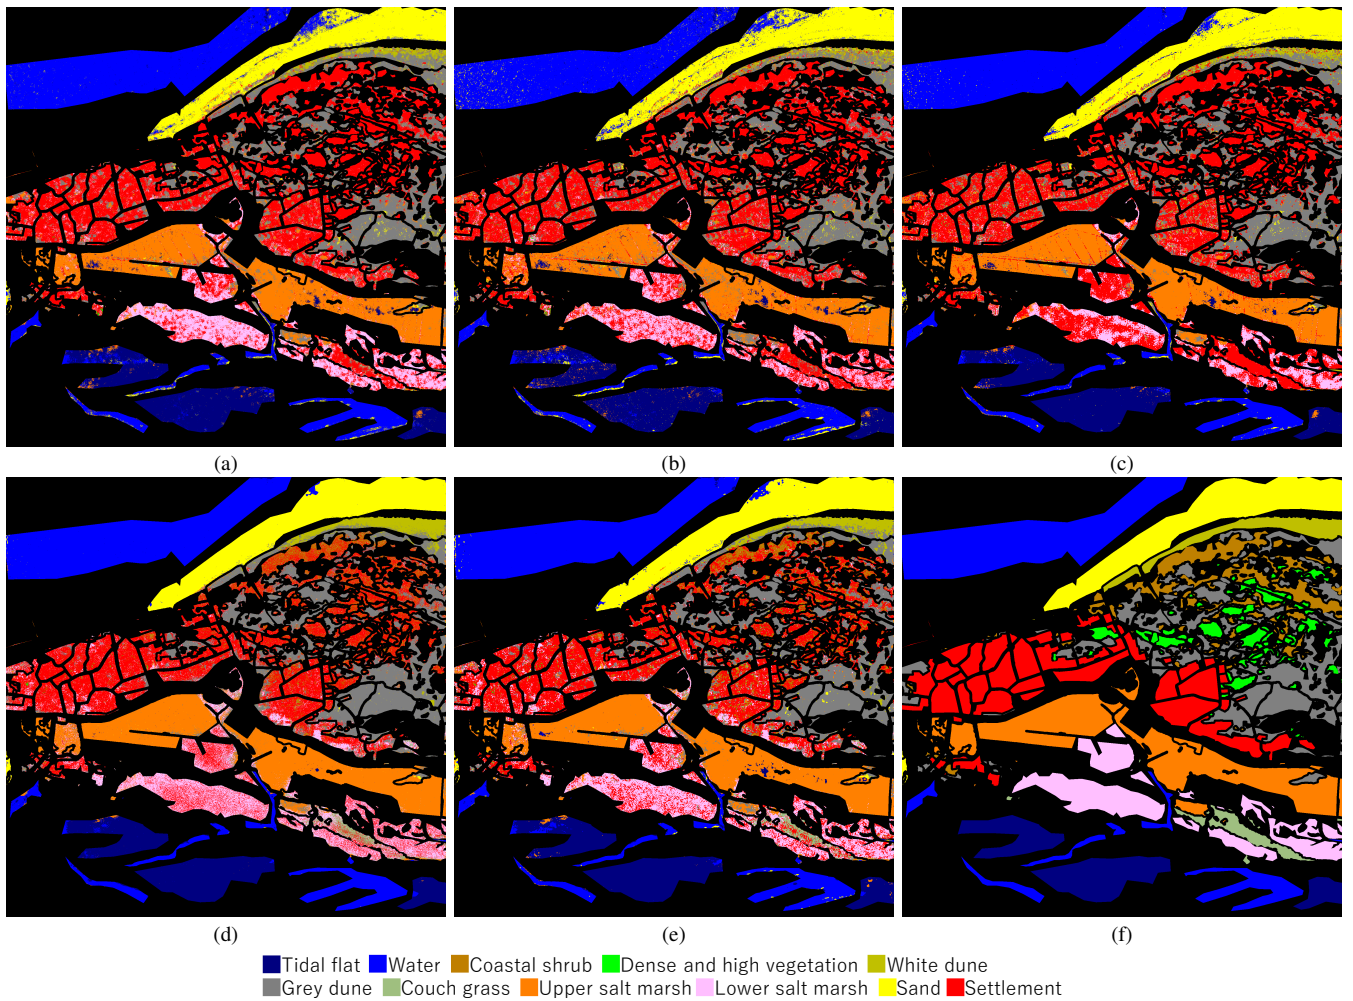 (a) (b) (c)
(d) (e) (f)
Tidal flat Water Coastal shrub Dense and high vegetation White dune
Grey dune Couch grass Upper salt marsh Lower salt marsh Sand Settlement